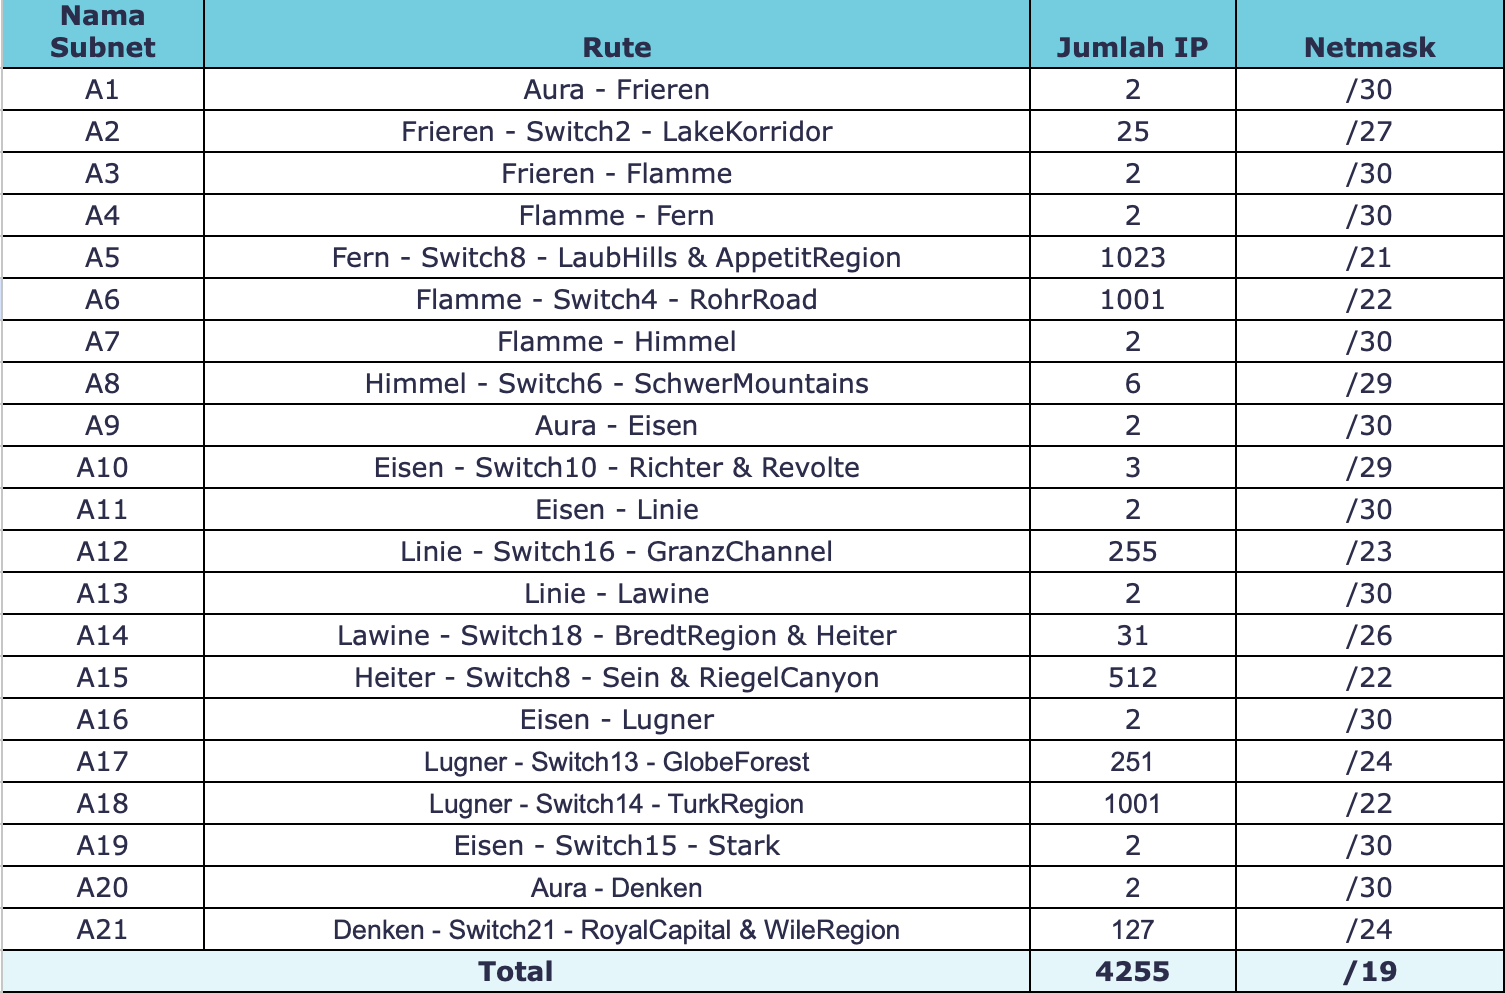 Nama Subnet Rute Jumlah IP Netmask
A1 Aura - Frieren 2 /30
A2 Frieren - Switch2 - LakeKorridor 25 /27
A3 Frieren - Flamme 2 /30
A4 Flamme - Fern 2 /30
A5 Fern - Switch8 - LaubHills & AppetitRegion 1023 /21
A6 Flamme - Switch4 - RohrRoad 1001 /22
A7 Flamme - Himmel 2 /30
A8 Himmel - Switch6 - SchwerMountains 6 /29
A9 Aura - Eisen 2 /30
A10 Eisen - Switch10 - Richter & Revolte 3 /29
A11 Eisen - Linie 2 /30
A12 Linie - Switch16 - GranzChannel 255 /23
A13 Linie - Lawine 2 /30
A14 Lawine - Switch18 - BredtRegion & Heiter 31 /26
A15 Heiter - Switch8 - Sein & RiegelCanyon 512 /22
A16 Eisen - Lugner 2 /30
A17 Lugner - Switch13 - GlobeForest 251 /24
A18 Lugner - Switch14 - TurkRegion 1001 /22
A19 Eisen - Switch15 - Stark 2 /30
A20 Aura - Denken 2 /30
A21 Denken - Switch21 - RoyalCapital & WileRegion 127 /24
Total 4255 /19